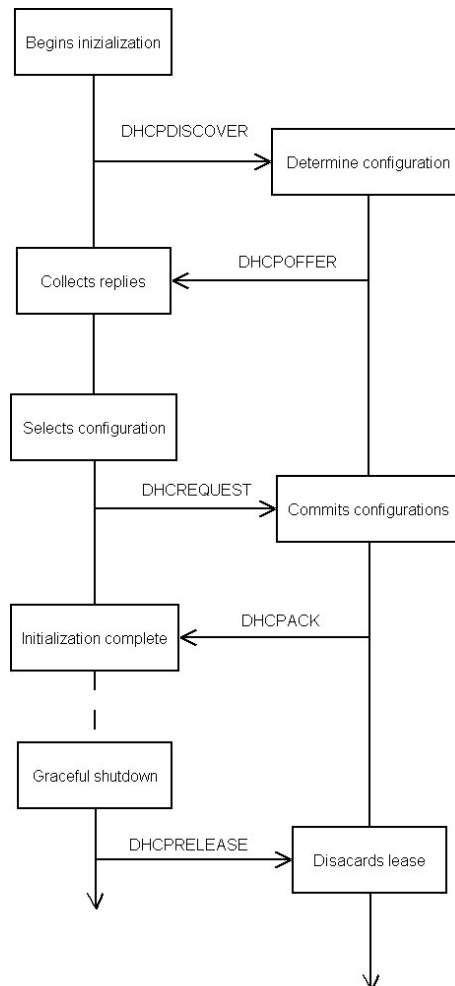 Begins inizialization
DHCPDISCOVER
Determine configuration
DHCPOFFER
Collects replies
Selects configuration
DHCREQUEST
Commits configurations
DHCPACK
Initialization complete
Graceful shutdown
DHCPRELEASE
Disacards lease